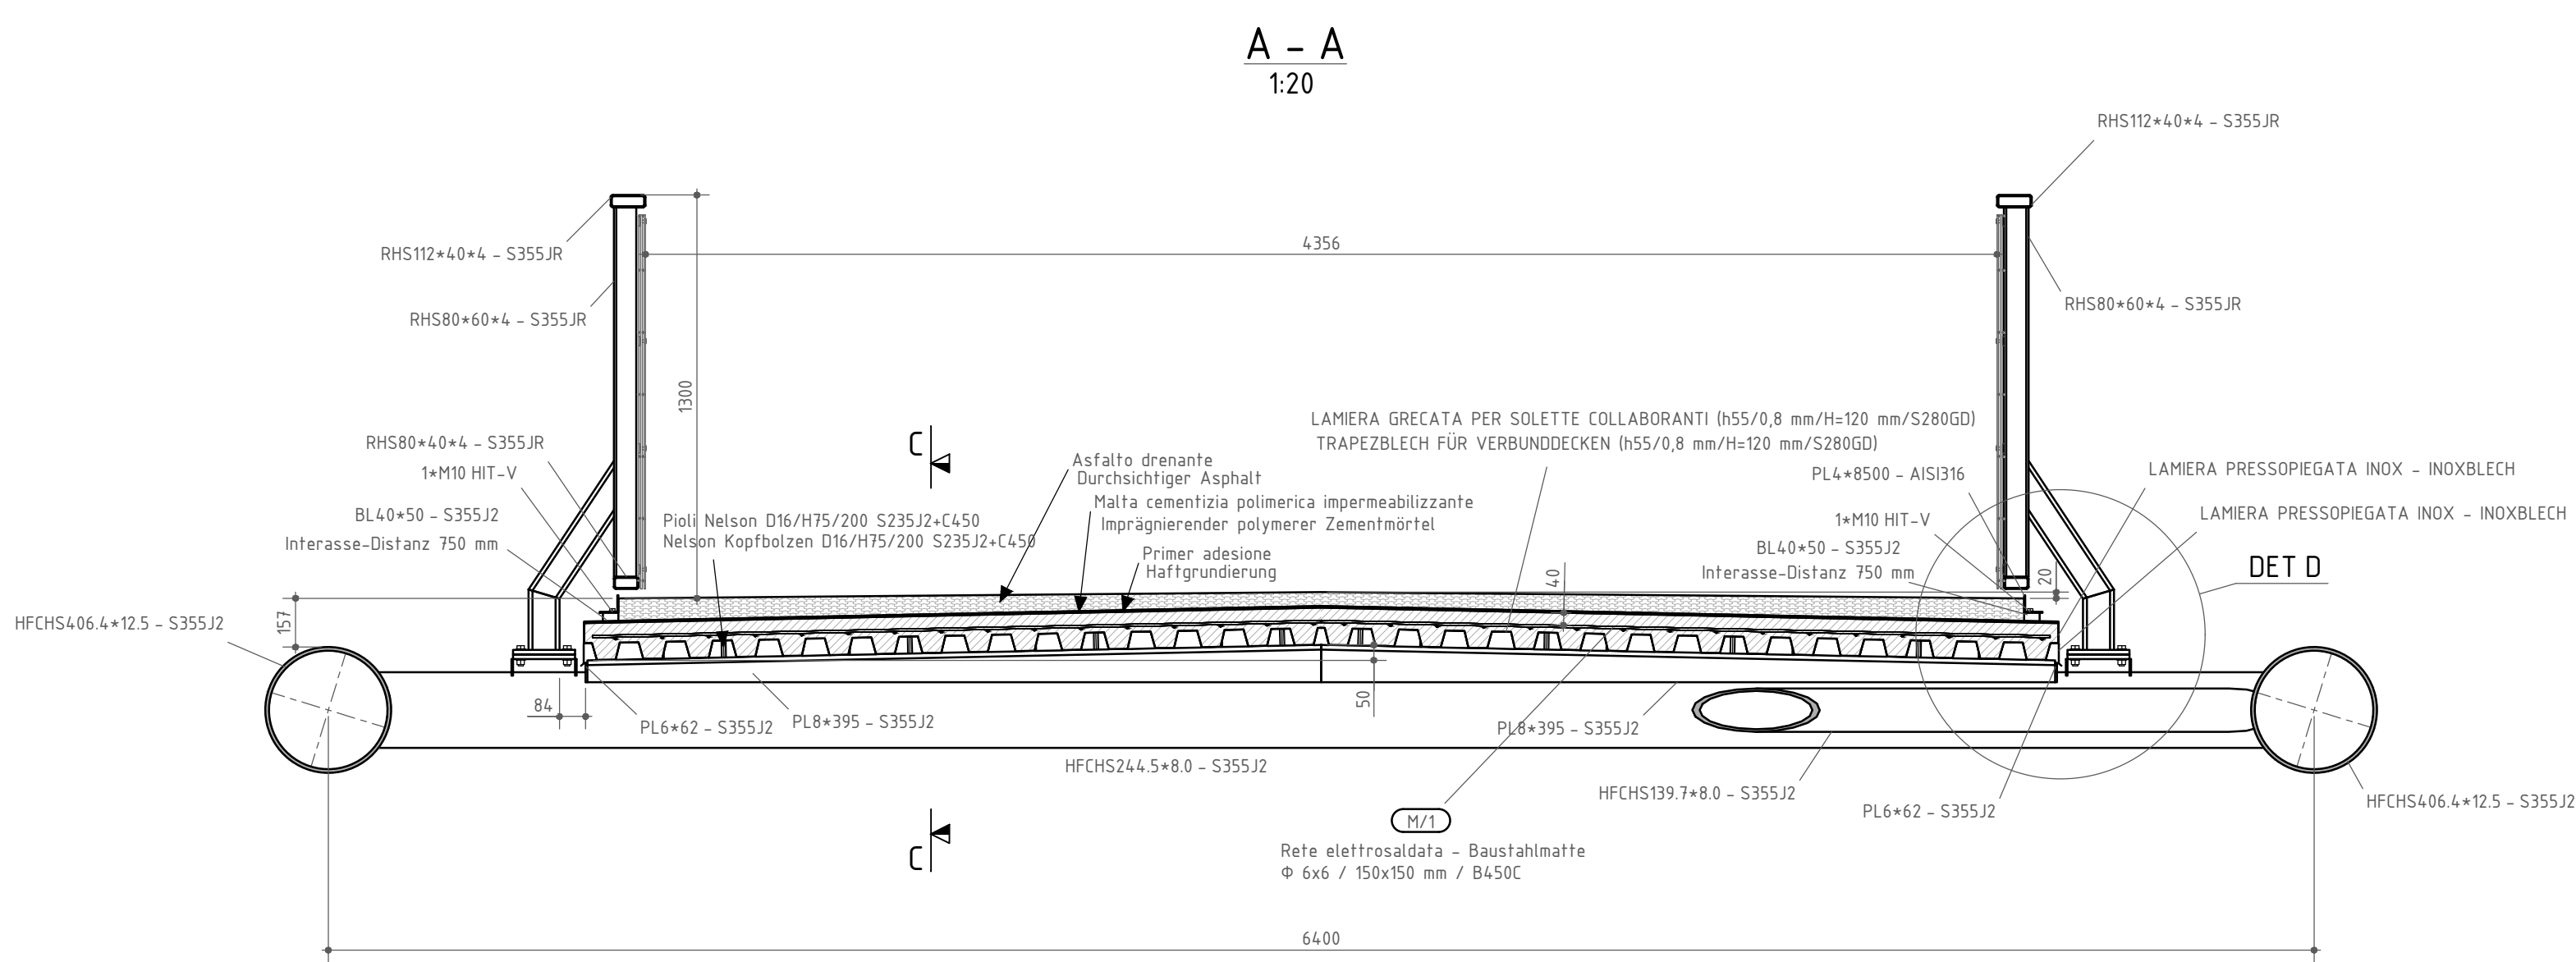 A – A
1:20
RHS112*40*4 – S355JR
RHS112*40*4 – S355JR
4356
RHS80*60*4 – S355JR
RHS80*60*4 – S355JR
1300
RHS80*40*4 – S355JR
1*M10 HIT-V
BL40*50 – S355J2
Interasse-Distanz 750 mm
C
LAMIERA GRECATA PER SOLETTE COLLABORANTI (h55/0,8 mm/H=120 mm/S280GD)
TRAPEZBLECH FÜR VERBUNDDECKEN (h55/0,8 mm/H=120 mm/S280GD)
Asfalto drenante
Durchsichtiger Asphalt
Malta cementizia polimerica impermeabilizzante
Imprägnierender polymerer Zementmörtel
Pioli Nelson D16/H75/200 S235J2+C450
Nelson Kopfbolzen D16/H75/200 S235J2+C450
Primer adesione
Haftgrundierung
PL4*8500 – AISI316
LAMIERA PRESSOPIEGATA INOX – INOXBLECH
LAMIERA PRESSOPIEGATA INOX – INOXBLECH
1*M10 HIT-V
BL40*50 – S355J2
Interasse-Distanz 750 mm
DET D
40
20
157
HFCHS406.4*12.5 – S355J2
84
50
PL6*62 – S355J2
PL8*395 – S355J2
PL8*395 – S355J2
HFCHS244.5*8.0 – S355J2
HFCHS139.7*8.0 – S355J2
PL6*62 – S355J2
HFCHS406.4*12.5 – S355J2
C
M/1
Rete elettrosaldata – Baustahlmatte
Φ 6x6 / 150x150 mm / B450C
6400